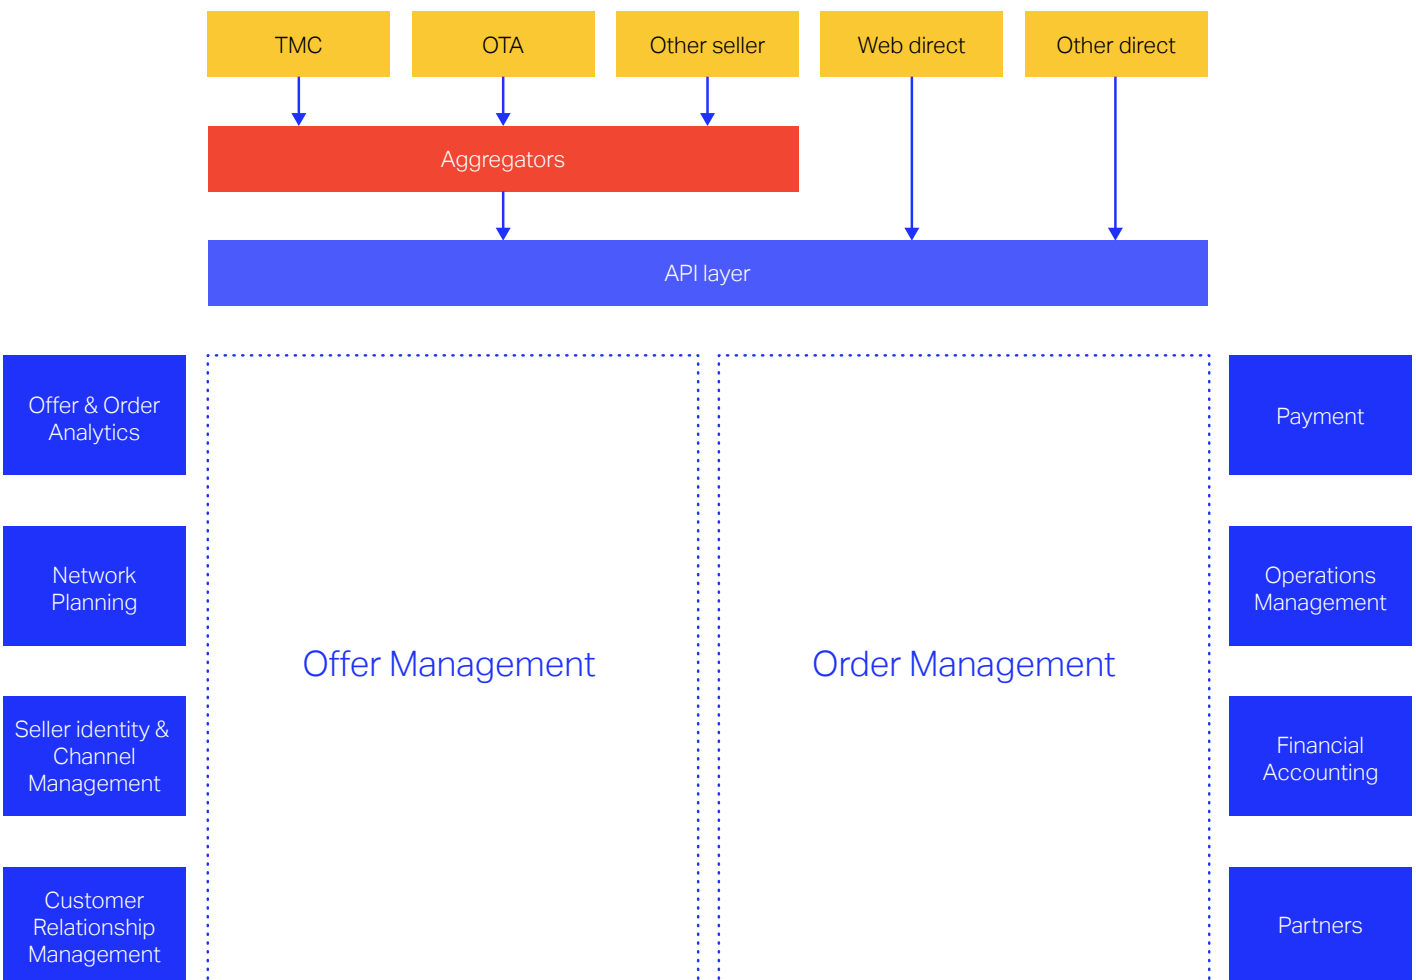 TMC
OTA
Other seller
Web direct
Other direct
Aggregators
API layer
Offer & Order
Analytics
Payment
Network
Planning
Operations
Management
Offer Management
Order Management
Seller identity &
Channel
Management
Financial
Accounting
Customer
Relationship
Management
Partners